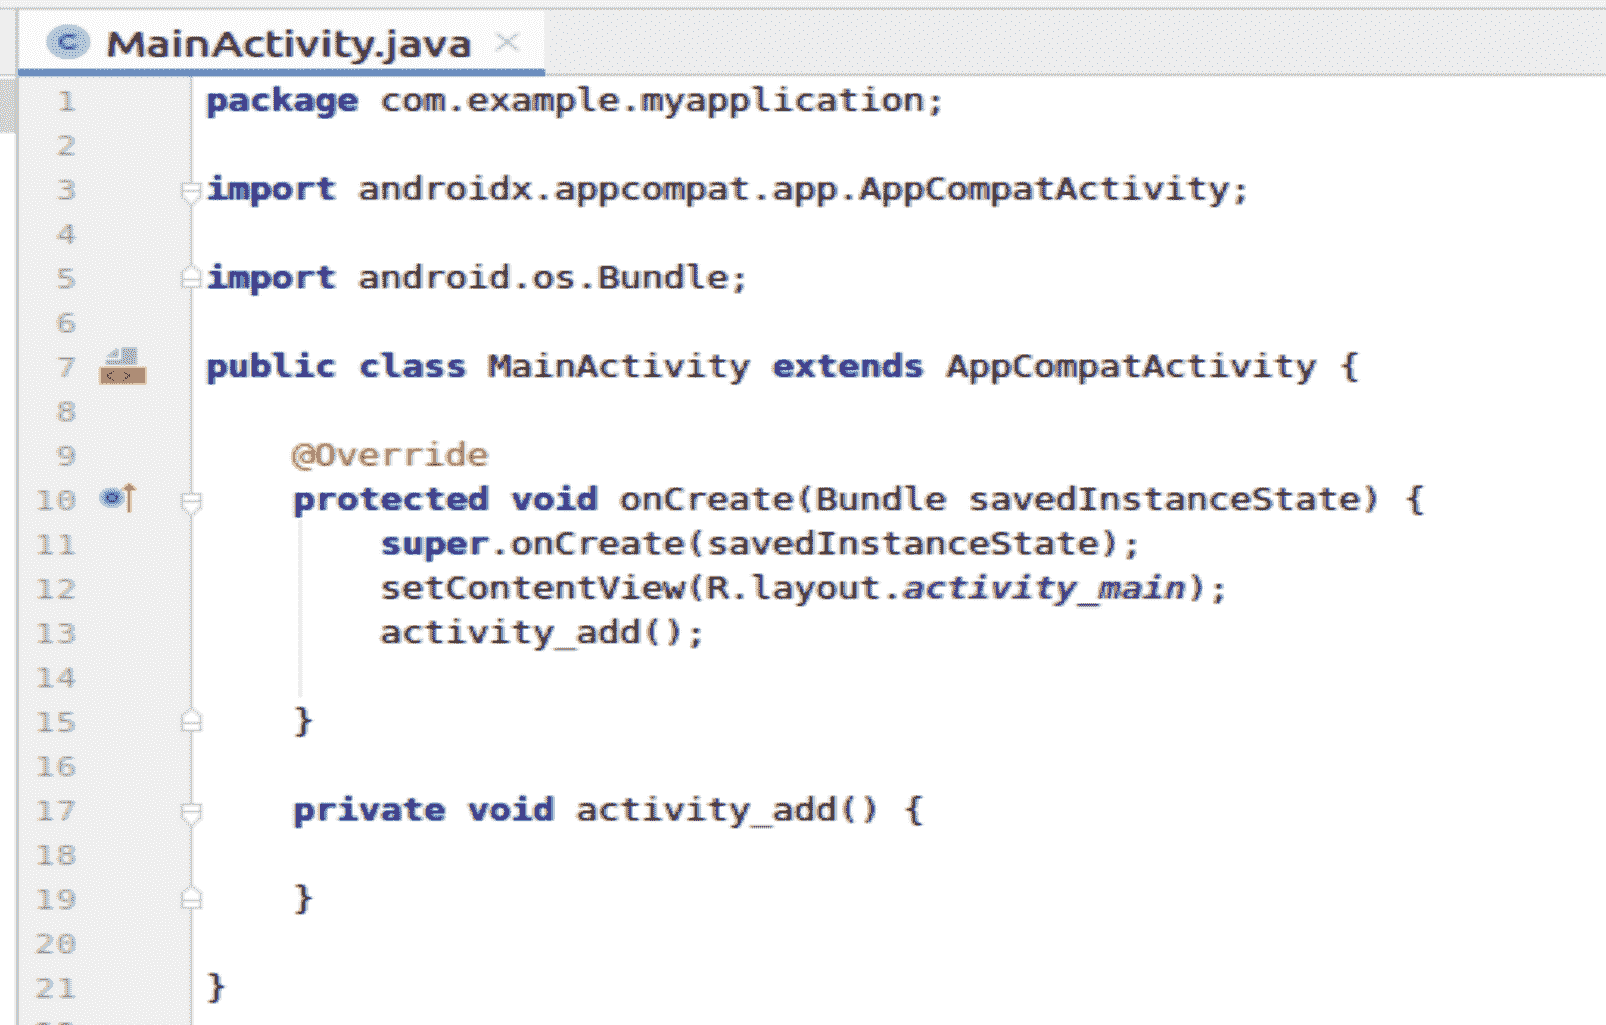 MainActivity.java
1 package com.example.myapplication;
2
3 import androidx.appcompat.app.AppCompatActivity;
4
5 import android.os.Bundle;
6
7 public class MainActivity extends AppCompatActivity {
8
9 @Override
10 protected void onCreate(Bundle savedInstanceState) {
11 super.onCreate(savedInstanceState);
12 setContentView(R.layout.activity_main);
13 activity_add();
14
15 }
16
17 private void activity_add() {
18
19 }
20
21 }